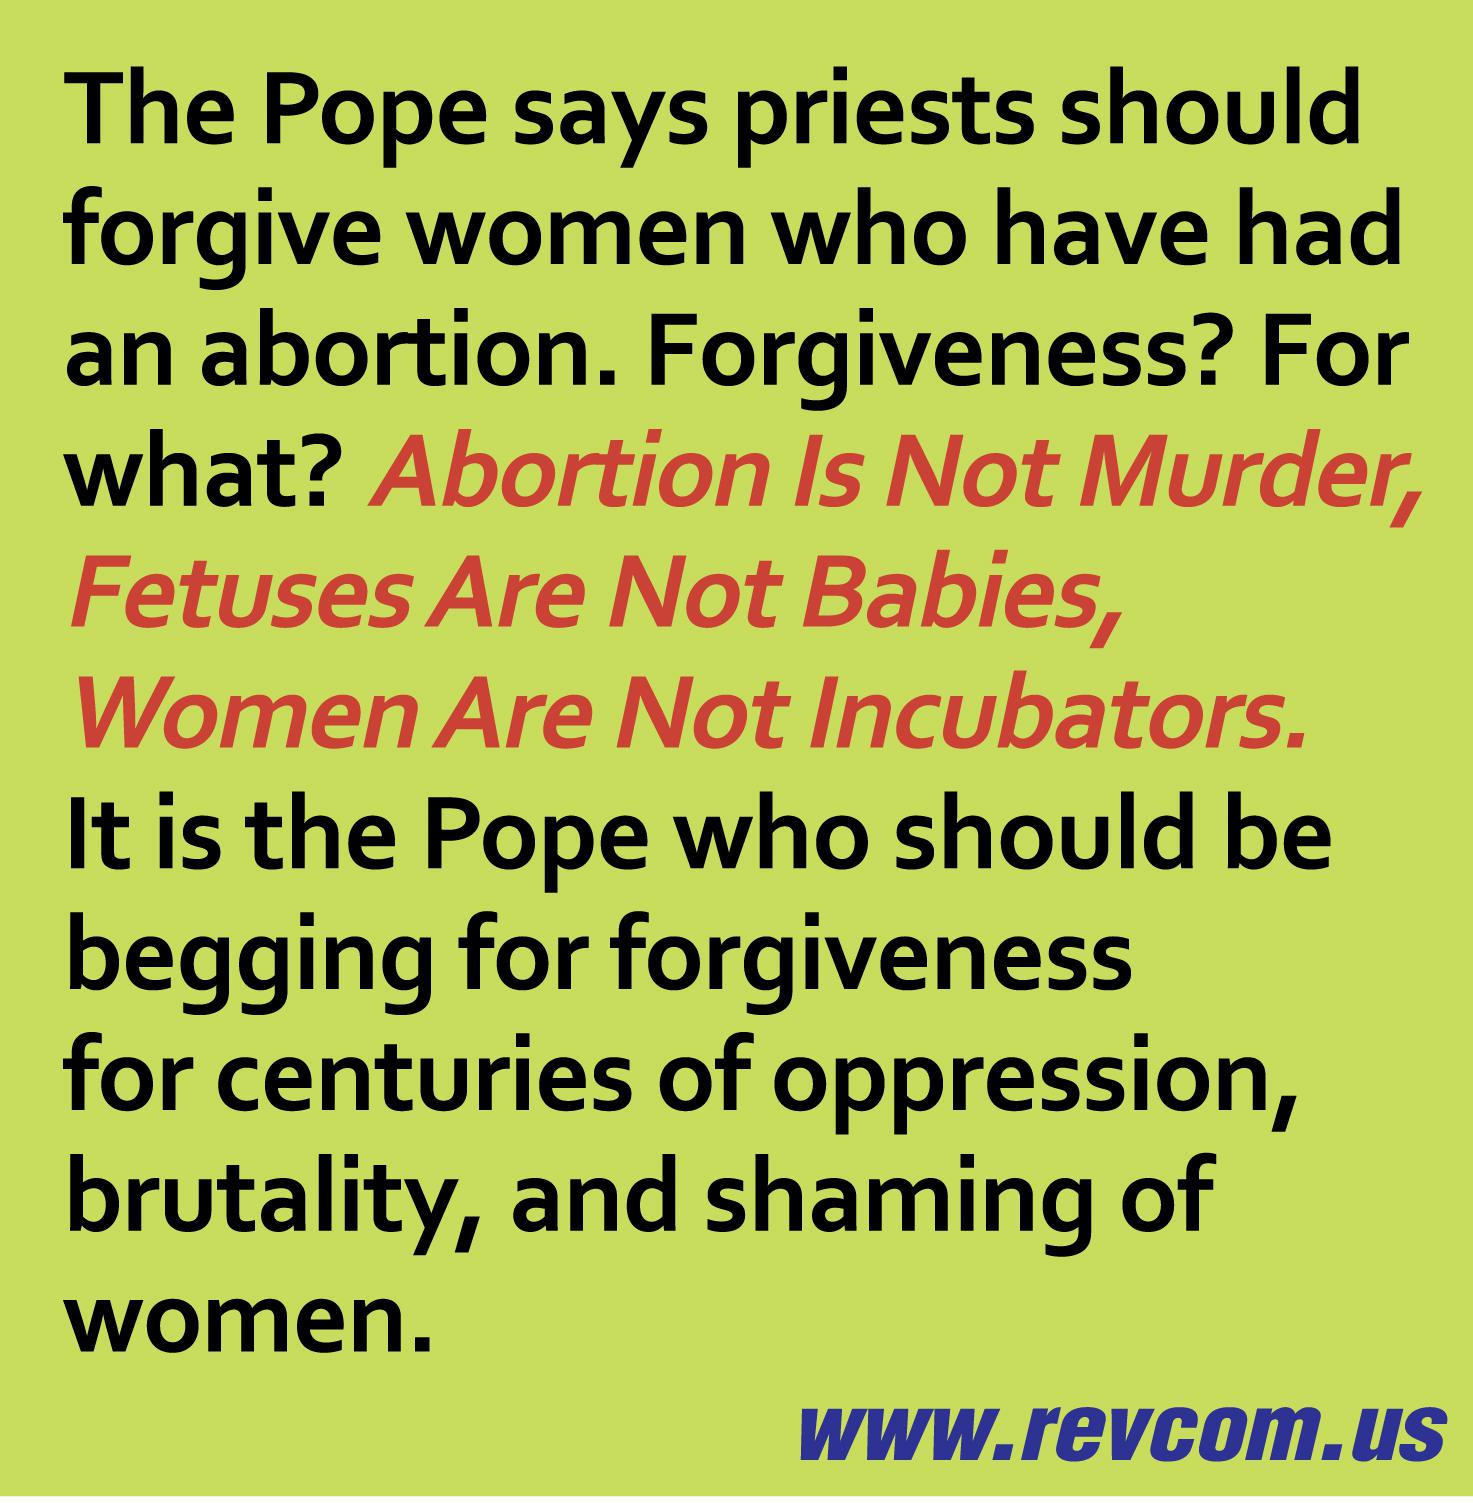 The Pope says priests should
forgive women who have had
an abortion. Forgiveness? For
what? Abortion Is Not Murder,
Fetuses Are Not Babies,
Women Are Not Incubators.
It is the Pope who should be
begging for forgiveness
for centuries of oppression,
brutality, and shaming of
women.
www.revcom.us